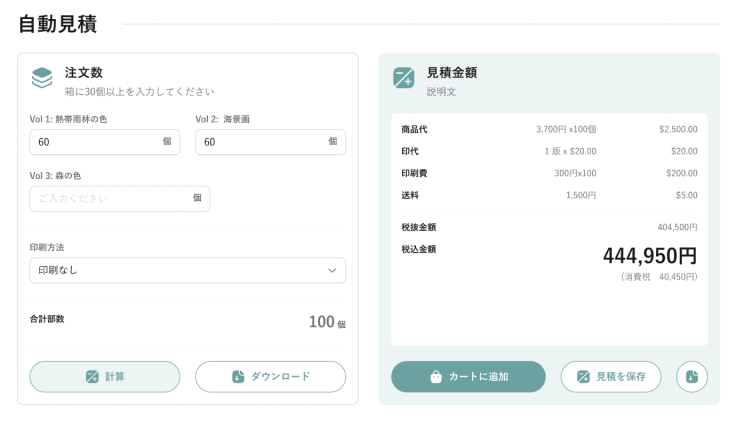 自動見積
注文数
箱に30個以上を入力してください
Vol 1: 熱帯雨林の色
60 個
Vol 2: 海景画
60 個
Vol 3: 森の色
ご入力ください 個
印刷方法
印刷なし
合計部数 100 個
計算
ダウンロード
見積金額
説明文
商品代 3,700円 x100個 $2,500.00
印代 1 版 x $20.00 $20.00
印刷費 300円x100 $200.00
送料 1,500円 $5.00
税抜金額 404,500円
税込金額 444,950円
(消費税 40,450円)
カートに追加
見積を保存